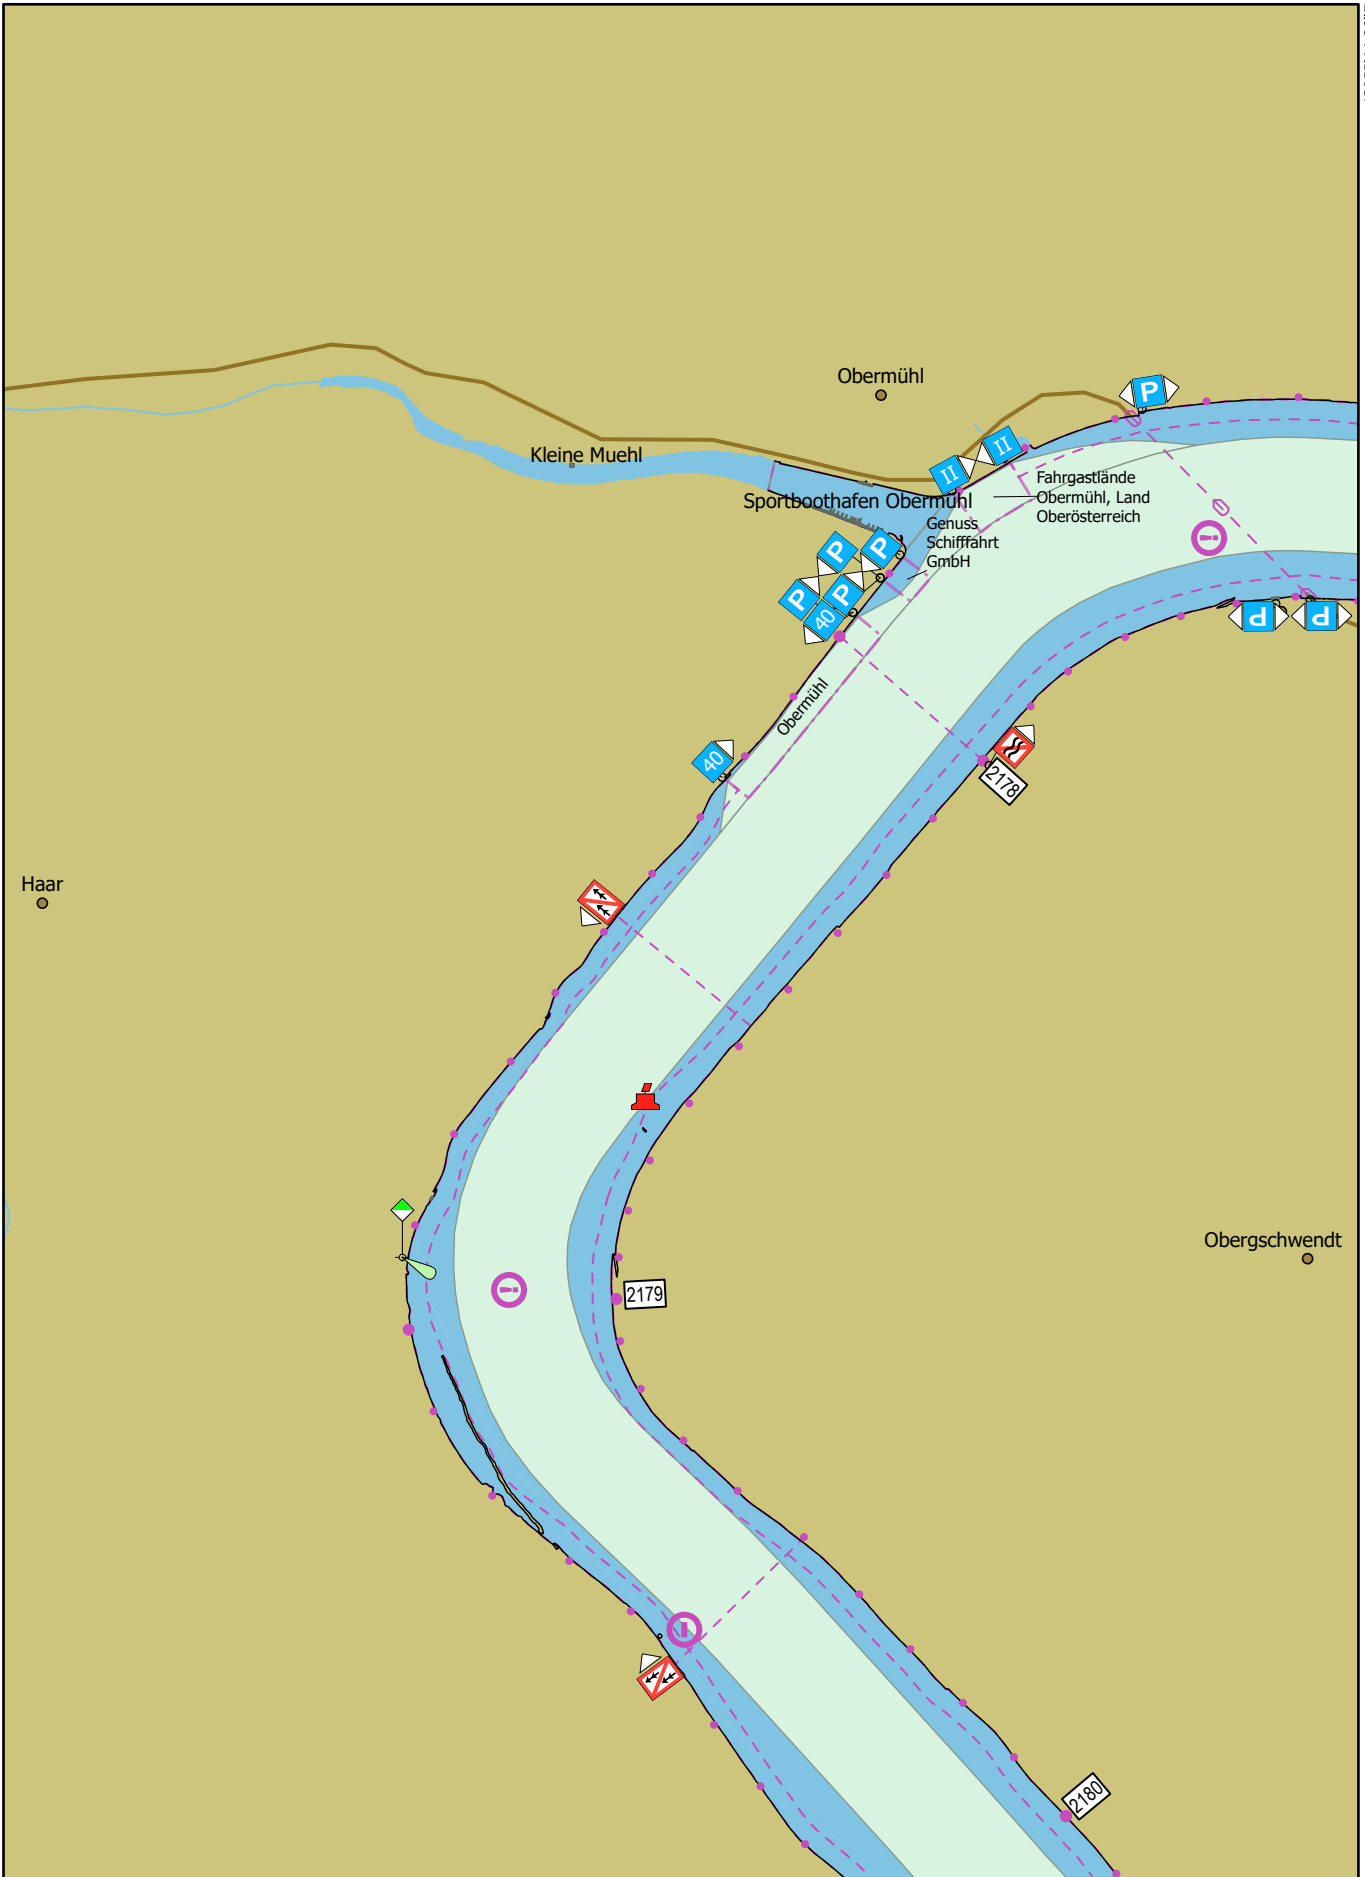 Obermühl
P
Kleine Muehl
II
II
Sportboothafen Obermühl
Fahrgastlände
Obermühl, Land
Oberösterreich
Genuss
Schifffahrt
GmbH
P
P
P
P
40
P
P
Obermühl
40
2178
Haar
Obergschwendt
2179
2180